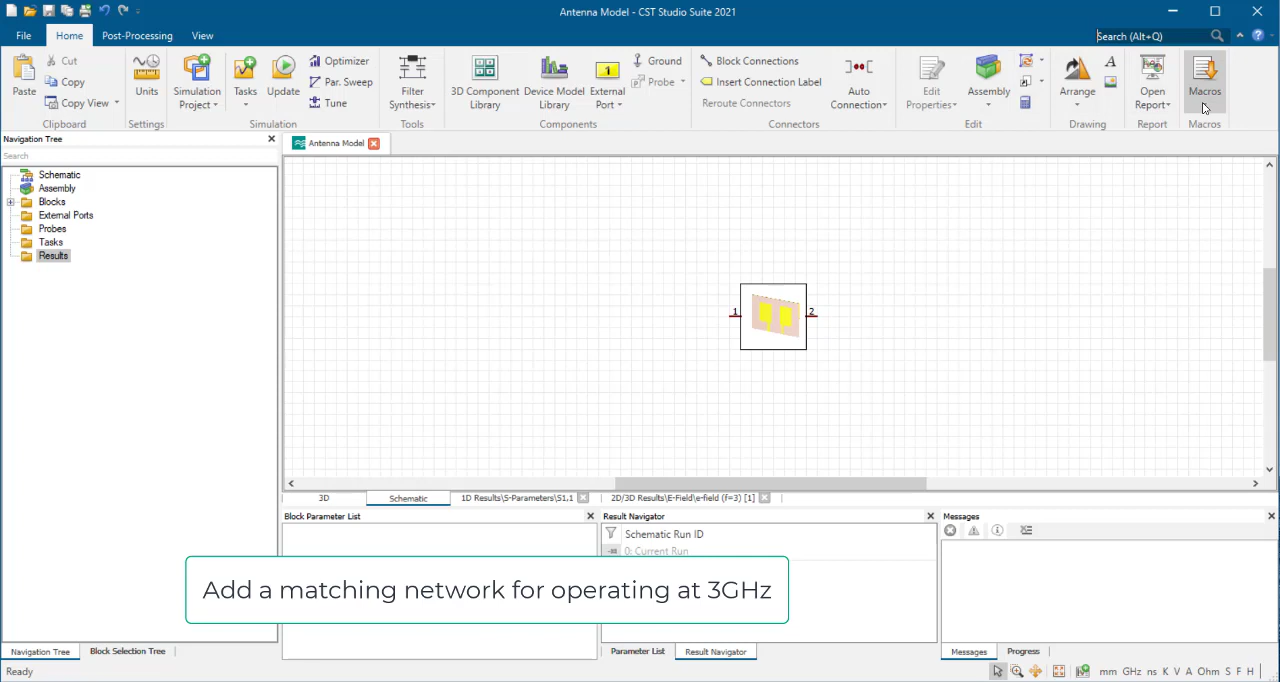 Antenna Model - CST Studio Suite 2021
File Home Post-Processing View Search (Alt+Q)
Paste Cut Copy Copy View Clipboard
Units Settings
Simulation Project Tasks Update Optimizer Par. Sweep Tune Simulation
Filter Synthesis Tools
3D Component Library Device Model Library External Port Ground Probe Components
Block Connections Insert Connection Label Reroute Connectors Auto Connection Connectors
Edit Properties Assembly Edit
Arrange A Drawing
Open Report Report
Macros Macros
Navigation Tree
Search
Schematic
Assembly
Blocks
External Ports
Probes
Tasks
Results
Antenna Model
1 2
3D Schematic 1D Results\S-Parameters\S1,1 2D/3D Results\E-Field\e-field (f=3) [1]
Block Parameter List
Result Navigator
Schematic Run ID
0: Current Run
Messages
Add a matching network for operating at 3GHz
Navigation Tree Block Selection Tree
Parameter List Result Navigator
Messages Progress
Ready
mm GHz ns K V A Ohm S F H